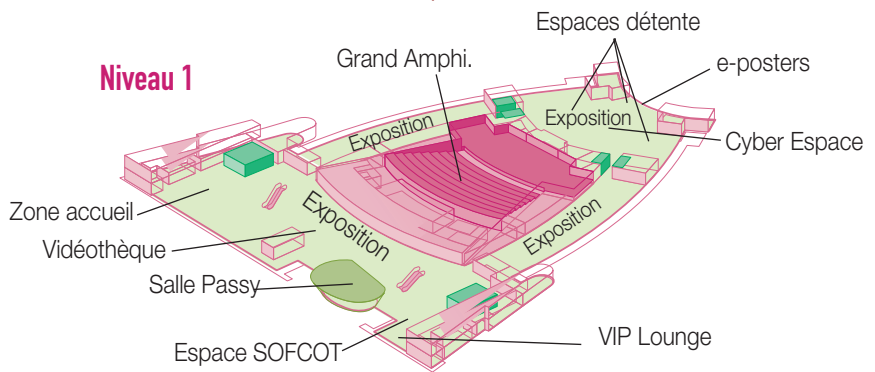 Espaces détente
Niveau 1
Grand Amphi.
e-posters
Exposition
Exposition
Cyber Espace
Zone accueil
Exposition
Exposition
Vidéothèque
Salle Passy
Espace SOFCOT
VIP Lounge